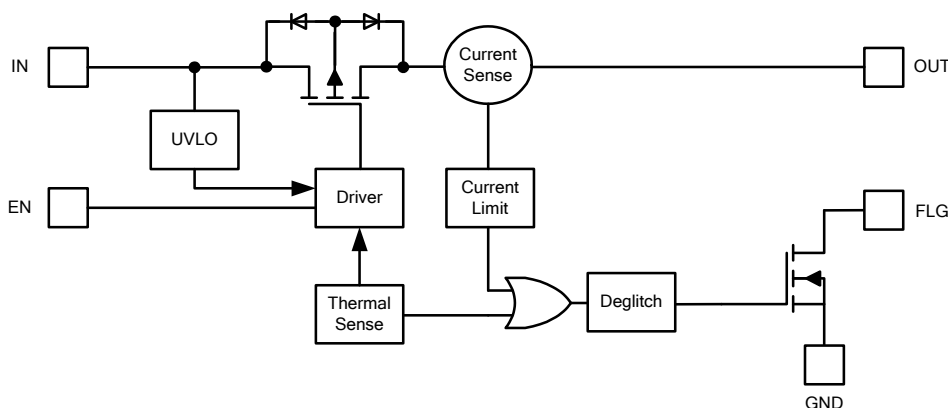 IN
Current
Sense
OUT
UVLO
EN
Driver
Current
Limit
FLG
Thermal
Sense
Deglitch
GND